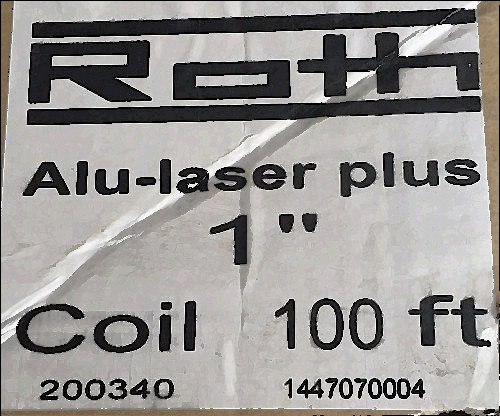 Roth
Alu-laser plus
1"
Coil 100 ft
200340 1447070004